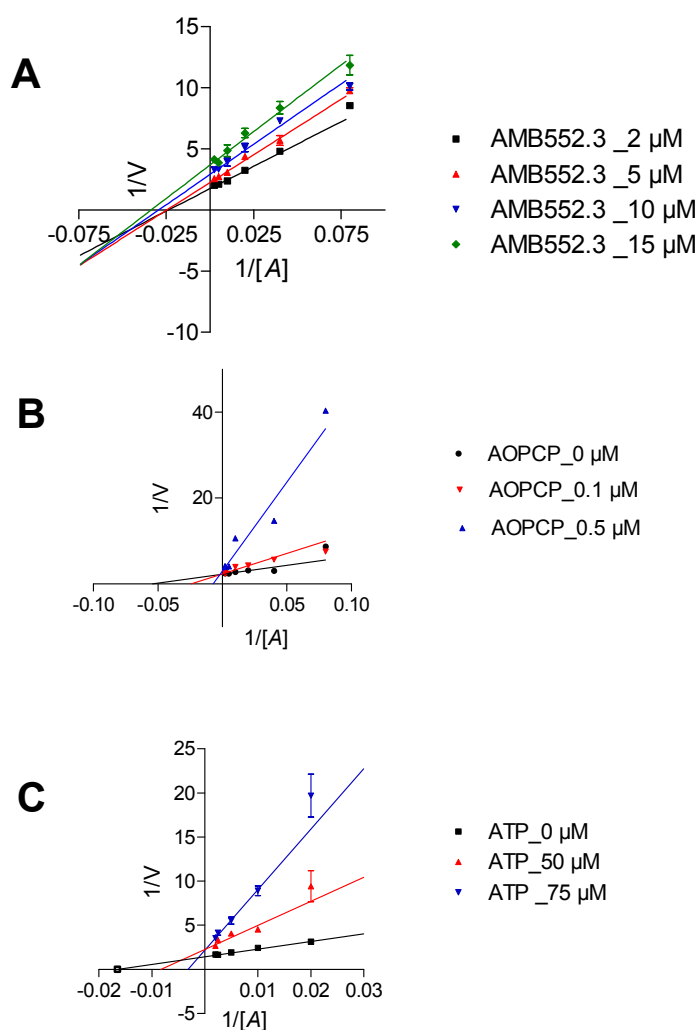 A
15
10
5
-5
-10
1/V
-0.075
-0.025
0.025
0.075
1/[A]
AMB552.3 _2 µM
AMB552.3 _5 µM
AMB552.3 _10 µM
AMB552.3 _15 µM
B
40
20
1/V
-0.10
-0.05
0.00
0.05
0.10
1/[A]
AOPCP_0 µM
AOPCP_0.1 µM
AOPCP_0.5 µM
C
25
20
15
10
5
-5
1/V
-0.02
-0.01
0.00
0.01
0.02
0.03
1/[A]
ATP_0 µM
ATP_50 µM
ATP _75 µM